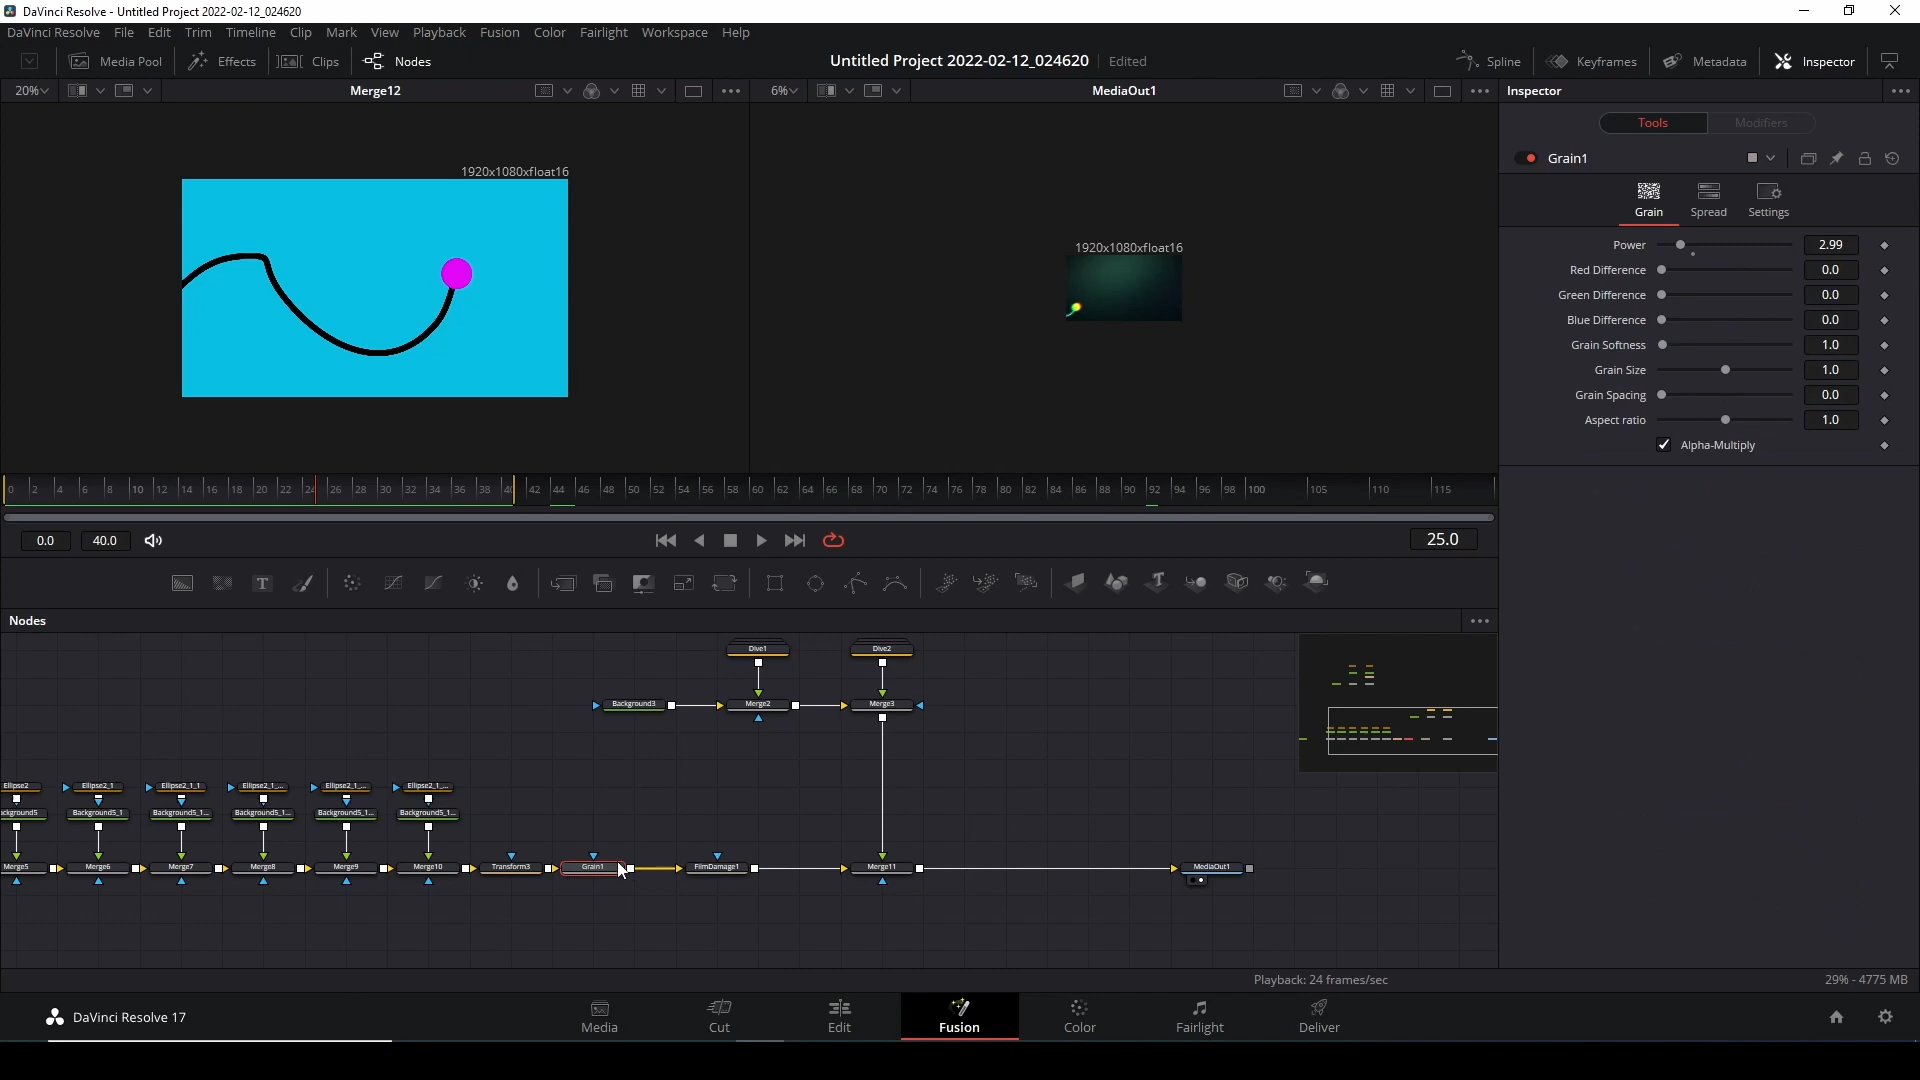 DaVinci Resolve - Untitled Project 2022-02-12_024620
DaVinci Resolve File Edit Trim Timeline Clip Mark View Playback Fusion Color Fairlight Workspace Help
Media Pool Effects Clips Nodes Untitled Project 2022-02-12_024620 Edited Spline Keyframes Metadata Inspector
20% Merge12 6% MediaOut1 Inspector
Tools Modifiers
Grain1
1920x1080xfloat16
Grain Spread Settings
1920x1080xfloat16
Power 2.99
Red Difference 0.0
Green Difference 0.0
Blue Difference 0.0
Grain Softness 1.0
Grain Size 1.0
Grain Spacing 0.0
Aspect ratio 1.0
Alpha-Multiply
0 2 4 6 8 10 12 14 16 18 20 22 24 26 28 30 32 34 36 38 42 44 46 48 50 52 54 56 58 60 62 64 66 68 70 72 74 76 78 80 82 84 86 88 90 92 94 96 98 100 105 110 115
0.0 40.0 25.0
Nodes
Dive1 Dive2
Background3 Merge2 Merge3
Ellipse2 Ellipse2_1 Ellipse2_1_1 Ellipse2_1_... Ellipse2_1_... Ellipse2_1_...
ackground5 Background5_1 Background5_1... Background5_1... Background5_1... Background5_1...
Merge5 Merge6 Merge7 Merge8 Merge9 Merge10 Transform3 Grain1 FilmDamage1 Merge11 MediaOut1
Playback: 24 frames/sec 29% - 4775 MB
DaVinci Resolve 17 Media Cut Edit Fusion Color Fairlight Deliver